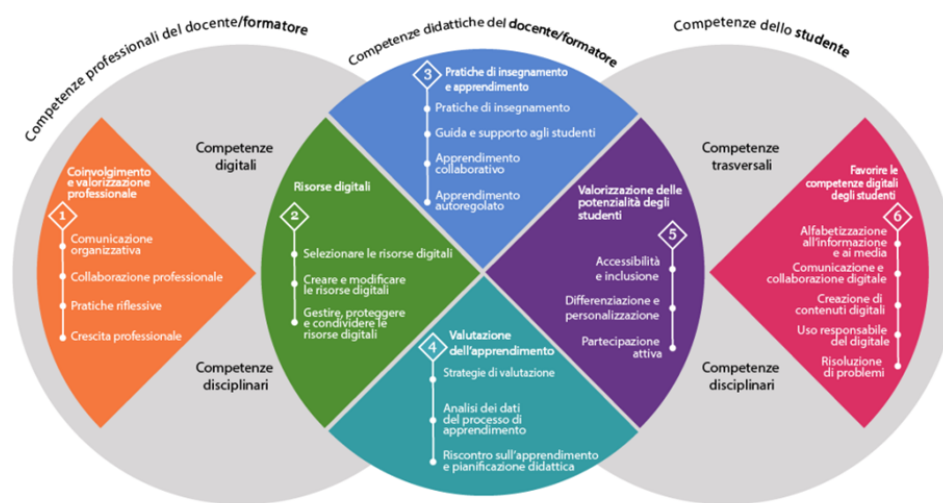 Competenze professionali del docente/formatore
Competenze didattiche del docente/formatore
Competenze dello studente
Competenze
digitali
Competenze
disciplinari
Competenze
trasversali
Competenze
disciplinari
Coinvolgimento
e valorizzazione
professionale
1
Comunicazione
organizzativa
Collaborazione professionale
Pratiche riflessive
Crescita professionale
Risorse digitali
2
Selezionare le risorse digitali
Creare e modificare
le risorse digitali
Gestire, proteggere
e condividere le
risorse digitali
3
Pratiche di insegnamento
e apprendimento
Pratiche di insegnamento
Guida e supporto agli studenti
Apprendimento
collaborativo
Apprendimento
autoregolato
4
Valutazione
dell'apprendimento
Strategie di valutazione
Analisi dei dati
del processo di
apprendimento
Riscontro sull'apprendimento
e pianificazione didattica
Valorizzazione delle
potenzialità degli
studenti
5
Accessibilità
e inclusione
Differenziazione e
personalizzazione
Partecipazione
attiva
Favorire le
competenze digitali
degli studenti
6
Alfabetizzazione
all'informazione
e ai media
Comunicazione e
collaborazione digitale
Creazione di
contenuti digitali
Uso responsabile
del digitale
Risoluzione
di problemi